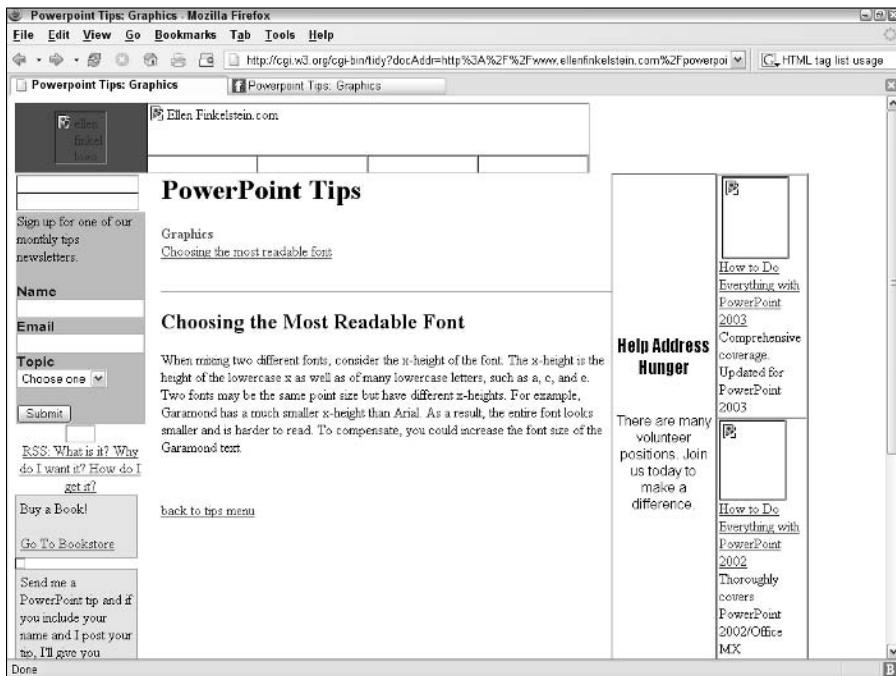 Powerpoint Tips: Graphics - Mozilla Firefox
File Edit View Go Bookmarks Tab Tools Help
http://cgi.w3.org/cgi-bin/tidy?docAddr=http%3A%2F%2Fwww.ellenfinkelstein.com%2Fpowerpoi
HTML tag list usage
Powerpoint Tips: Graphics
Powerpoint Tips: Graphics
ellen
finkel
Ellen Finkelstein.com
Sign up for one of our
monthly tips
newsletters.
Name
Email
Topic
Choose one
Submit
RSS: What is it? Why
do I want it? How do I
get it?
Buy a Book!
Go To Bookstore
Send me a
PowerPoint tip and if
you include your
name and I post your
tip, I'll give you
PowerPoint Tips
Graphics
Choosing the most readable font
Choosing the Most Readable Font
When mixing two different fonts, consider the x-height of the font. The x-height is the
height of the lowercase x as well as of many lowercase letters, such as a, c, and e.
Two fonts may be the same point size but have different x-heights. For example,
Garamond has a much smaller x-height than Arial. As a result, the entire font looks
smaller and is harder to read. To compensate, you could increase the font size of the
Garamond text.
back to tips menu
Help Address
Hunger
There are many
volunteer
positions. Join
us today to
make a
difference.
How to Do
Everything with
PowerPoint
2003
Comprehensive
coverage.
Updated for
PowerPoint
2003
How to Do
Everything with
PowerPoint
2002
Thoroughly
covers
PowerPoint
2002/Office
MX
Done